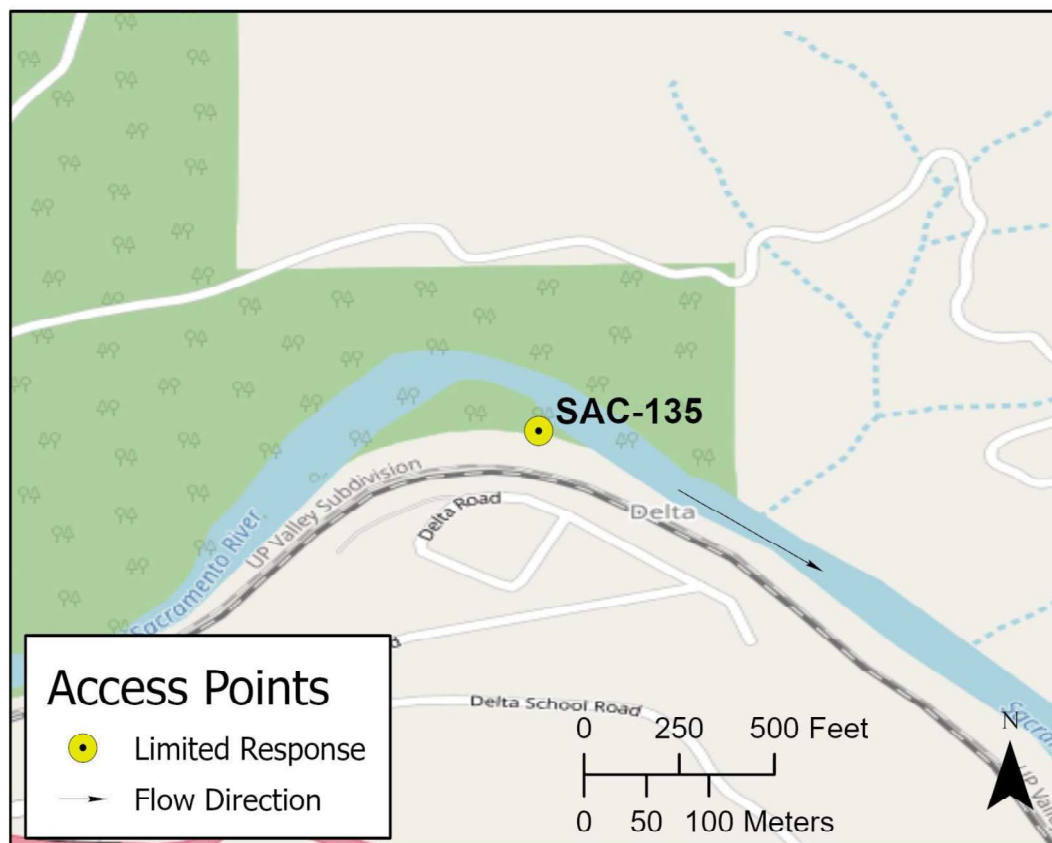 SAC-135
UP Valley Subdivision
Delta Road
Delta
Sacramento River
Delta School Road
Access Points
Limited Response
Flow Direction
0 250 500 Feet
0 50 100 Meters
N